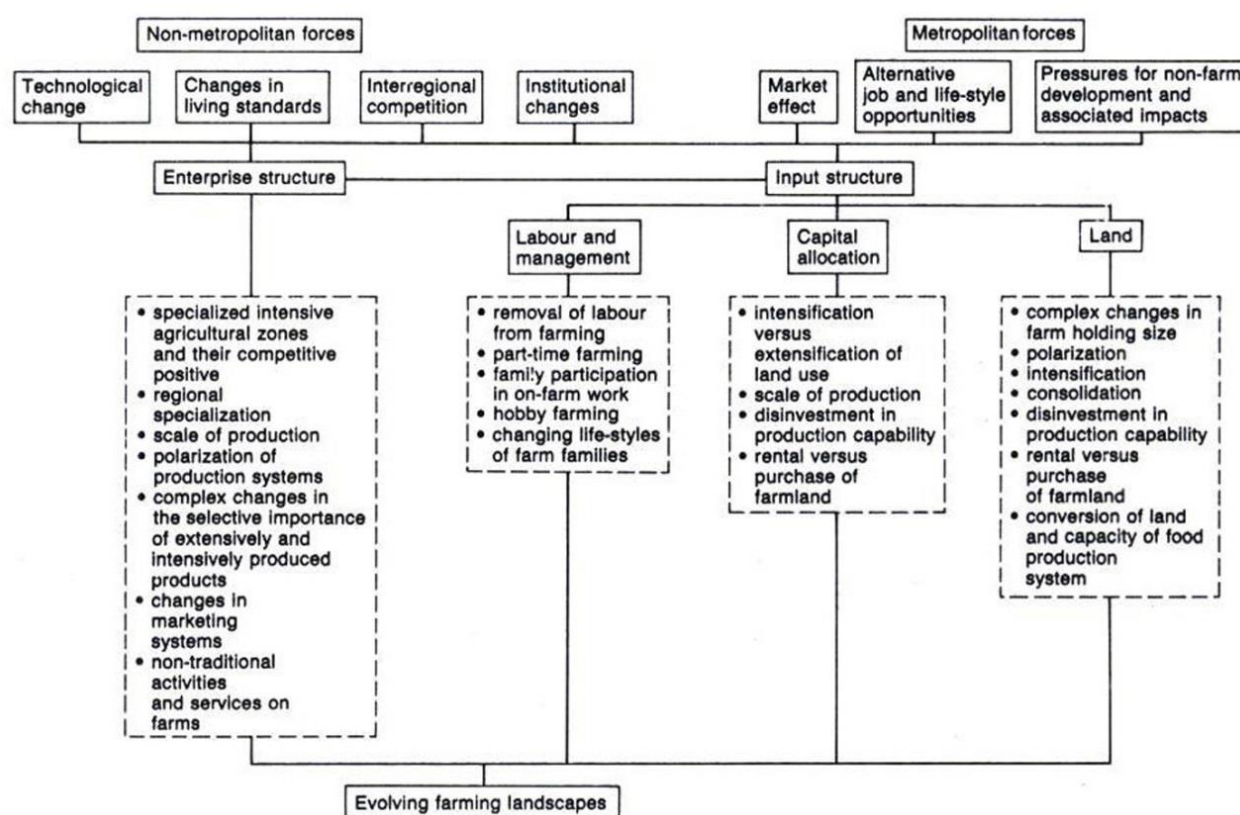 Non-metropolitan forces
Metropolitan forces
Technological
change
Changes in
living standards
Interregional
competition
Institutional
changes
Market
effect
Alternative
job and life-style
opportunities
Pressures for non-farm
development and
associated impacts
Enterprise structure
Input structure
Labour and
management
Capital
allocation
Land
• specialized intensive
agricultural zones
and their competitive
positive
• regional
specialization
• scale of production
• polarization of
production systems
• complex changes in
the selective importance
of extensively and
intensively produced
products
• changes in
marketing
systems
• non-traditional
activities
and services on
farms
• removal of labour
from farming
• part-time farming
• family participation
in on-farm work
• hobby farming
• changing life-styles
of farm families
• intensification
versus
extensification of
land use
• scale of production
• disinvestment in
production capability
• rental versus
purchase of
farmland
• complex changes in
farm holding size
• polarization
• intensification
• consolidation
• disinvestment in
production capability
• rental versus
purchase
of farmland
• conversion of land
and capacity of food
production
system
Evolving farming landscapes